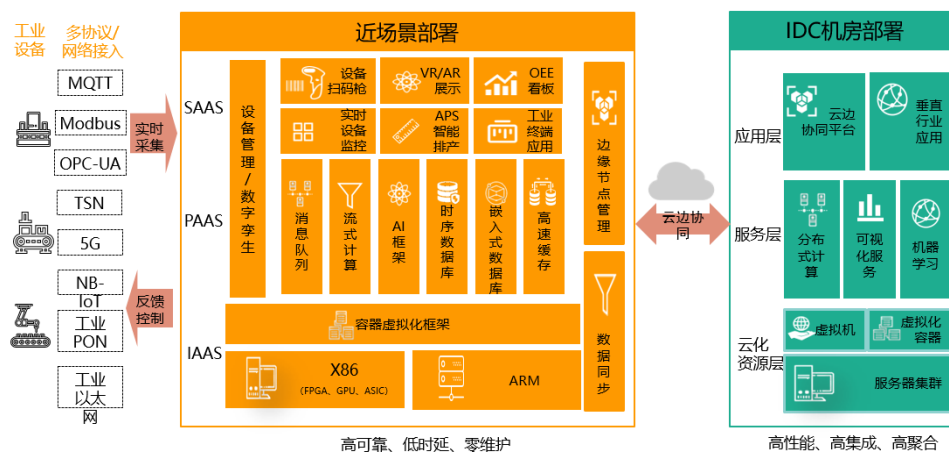 工业
设备
多协议/
网络接入
MQTT
Modbus
OPC-UA
TSN
5G
NB-
IoT
工业
PON
工业
以太
网
实时
采集
反馈
控制
近场景部署
SAAS
PAAS
IAAS
设备管理/数字孪生
设备
扫码枪
VR/AR
展示
OEE
看板
实时
设备
监控
APS
智能
排产
工业
终端
应用
消息队列
流式计算
AI框架
时序数据库
嵌入式数据库
高速缓存
边缘节点管理
数据同步
容器虚拟化框架
X86
（FPGA、GPU、ASIC）
ARM
高可靠、低时延、零维护
云边协
同
IDC机房部署
应用层
云边
协同平台
垂直
行业
应用
服务层
分布
式计
算
可视
化服
务
机器
学习
云化
资源层
虚拟机
虚拟化
容器
服务器集群
高性能、高集成、高聚合